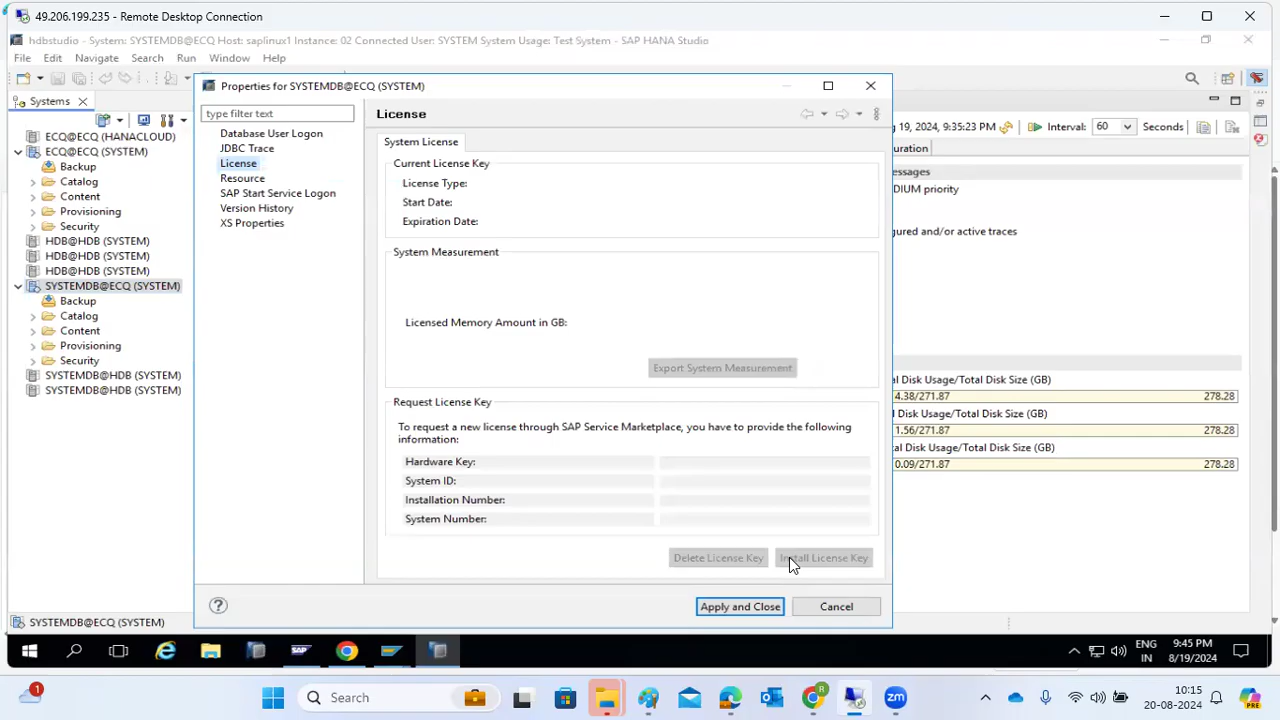 49.206.199.235 - Remote Desktop Connection
hdbstudio - System: SYSTEMDB@ECQ Host: saplinux1 Instance: 02 Connected User: SYSTEM System Usage: Test System - SAP HANA Studio
File Edit Navigate Search Run Window Help
Systems
ECQ@ECQ (HANACLOUD)
ECQ@ECQ (SYSTEM)
Backup
Catalog
Content
Provisioning
Security
HDB@HDB (SYSTEM)
HDB@HDB (SYSTEM)
HDB@HDB (SYSTEM)
SYSTEMDB@ECQ (SYSTEM)
Backup
Catalog
Content
Provisioning
Security
SYSTEMDB@HDB (SYSTEM)
SYSTEMDB@HDB (SYSTEM)
SYSTEMDB@ECQ (SYSTEM)
Properties for SYSTEMDB@ECQ (SYSTEM)
type filter text
Database User Logon
JDBC Trace
License
Resource
SAP Start Service Logon
Version History
XS Properties
License
System License
Current License Key
License Type:
Start Date:
Expiration Date:
System Measurement
Licensed Memory Amount in GB:
Export System Measurement
Request License Key
To request a new license through SAP Service Marketplace, you have to provide the following
information:
Hardware Key:
System ID:
Installation Number:
System Number:
Delete License Key Install License Key
Apply and Close Cancel
19, 2024, 9:35:23 PM Interval: 60 Seconds
uration
essages
DIUM priority
gured and/or active traces
al Disk Usage/Total Disk Size (GB)
4.38/271.87 278.28
l Disk Usage/Total Disk Size (GB)
1.56/271.87 278.28
l Disk Usage/Total Disk Size (GB)
0.09/271.87 278.28
SAP
ENG
IN
9:45 PM
8/19/2024
1
Search
R
zm
10:15
20-08-2024
PRE